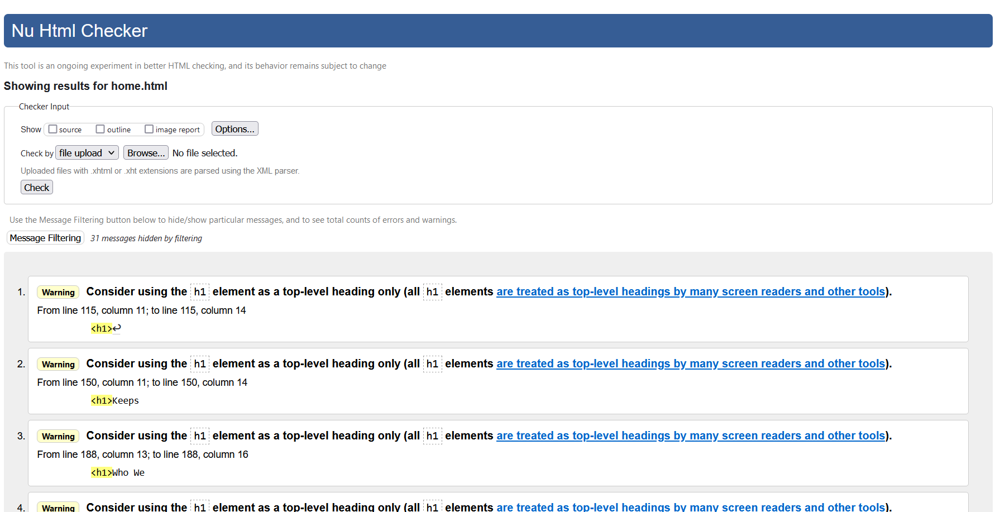 Nu Html Checker
This tool is an ongoing experiment in better HTML checking, and its behavior remains subject to change
Showing results for home.html
Checker Input
Show source outline image report Options...
Check by file upload Browse... No file selected.
Uploaded files with .xhtml or .xht extensions are parsed using the XML parser.
Check
Use the Message Filtering button below to hide/show particular messages, and to see total counts of errors and warnings.
Message Filtering 31 messages hidden by filtering
1. Warning Consider using the h1 element as a top-level heading only (all h1 elements are treated as top-level headings by many screen readers and other tools).
From line 115, column 11; to line 115, column 14
<h1>↩
2. Warning Consider using the h1 element as a top-level heading only (all h1 elements are treated as top-level headings by many screen readers and other tools).
From line 150, column 11; to line 150, column 14
<h1>Keeps
3. Warning Consider using the h1 element as a top-level heading only (all h1 elements are treated as top-level headings by many screen readers and other tools).
From line 188, column 13; to line 188, column 16
<h1>Who We
4. Warning Consider using the h1 element as a top-level heading only (all h1 elements are treated as top-level headings by many screen readers and other tools).